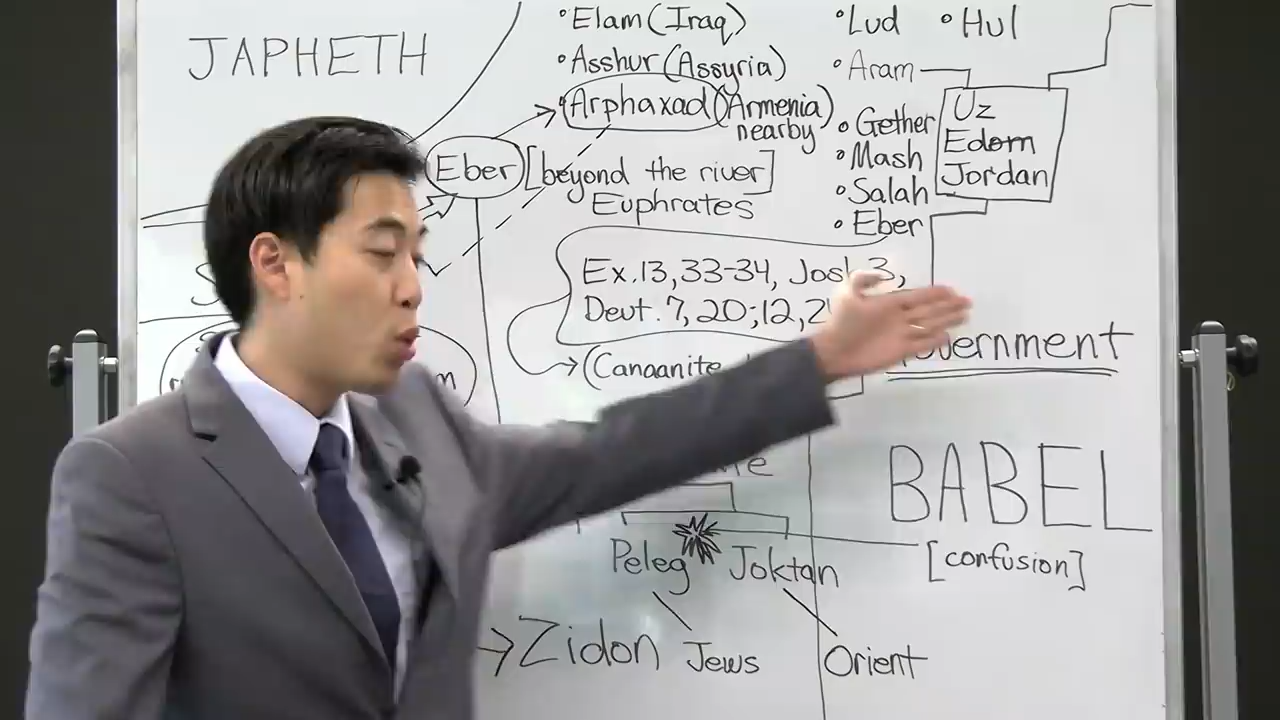 JAPHETH
•Elam (Iraq)
•Asshur (Assyria)
•Arphaxad (Armenia)
nearby
Eber [beyond the river]
Euphrates
Ex. 13, 33-34, Josh 3,
Deut. 7, 20; 12,
→(Canaanite
•Lud •Hul
•Aram
•Gether
•Mash
•Salah
•Eber
Uz
Edom
Jordan
Government
BABEL
[confusion]
Peleg Joktan
→Zidon Jews Orient